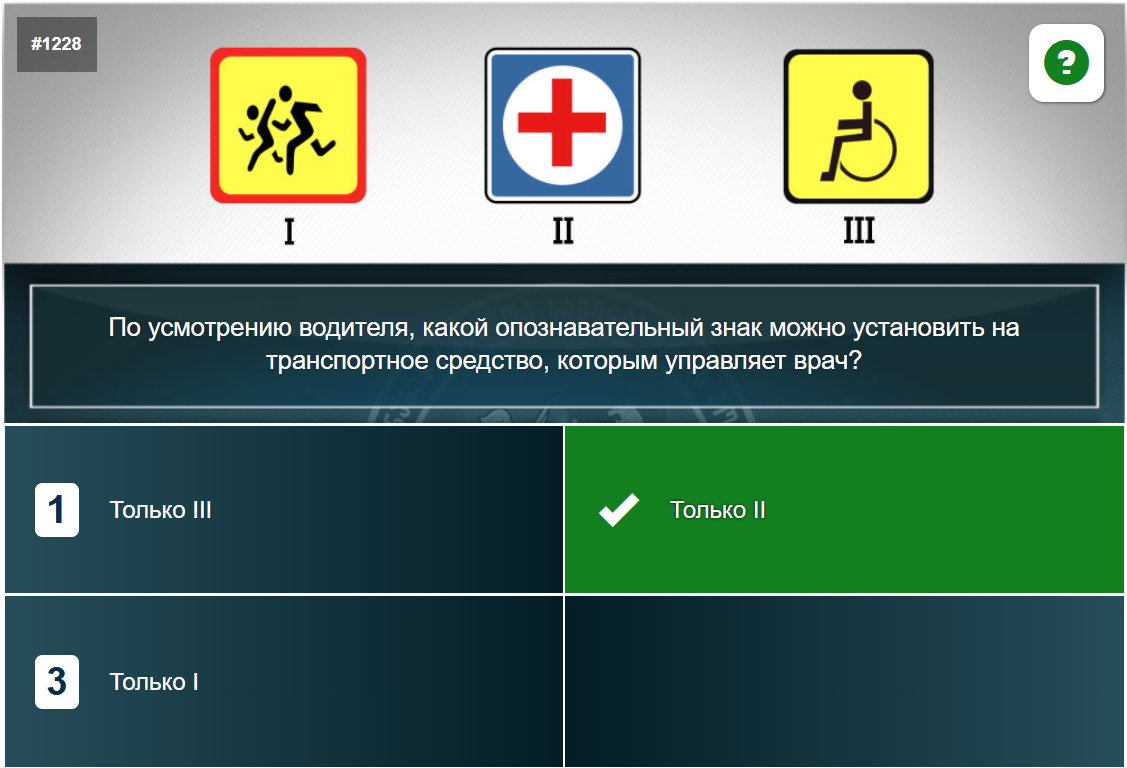 #1228
?
I
II
III
По усмотрению водителя, какой опознавательный знак можно установить на
транспортное средство, которым управляет врач?
1
Только III
Только II
3
Только I